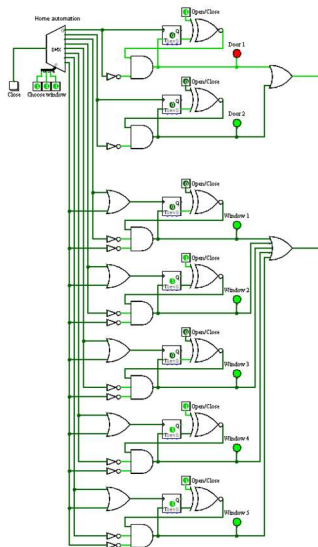 Home automation
DMX
Close
Choose window
Open/Close
Q
Door 1
Open/Close
Q
Door 2
Open/Close
Q
Window 1
Open/Close
Q
Window 2
Open/Close
Q
Window 3
Open/Close
Q
Window 4
Open/Close
Q
Window 5